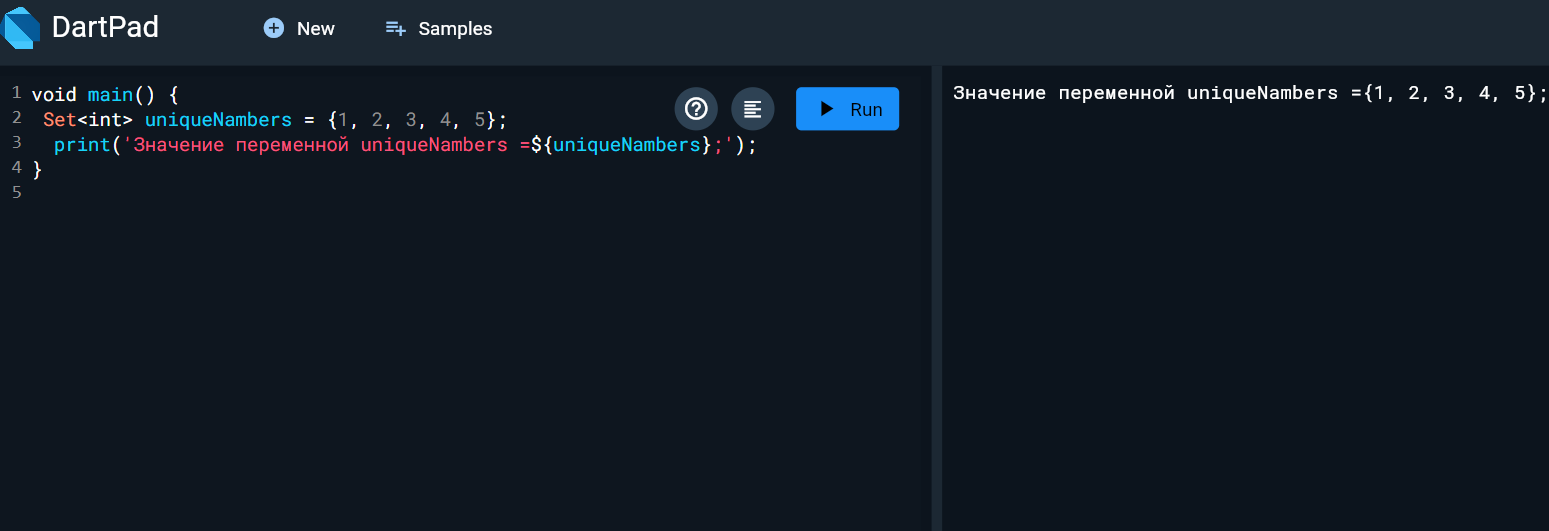 DartPad
New
Samples
1 void main() {
2 Set<int> uniqueNambers = {1, 2, 3, 4, 5};
3 print('Значение переменной uniqueNambers =${uniqueNambers};');
4 }
5
Run
Значение переменной uniqueNambers ={1, 2, 3, 4, 5};